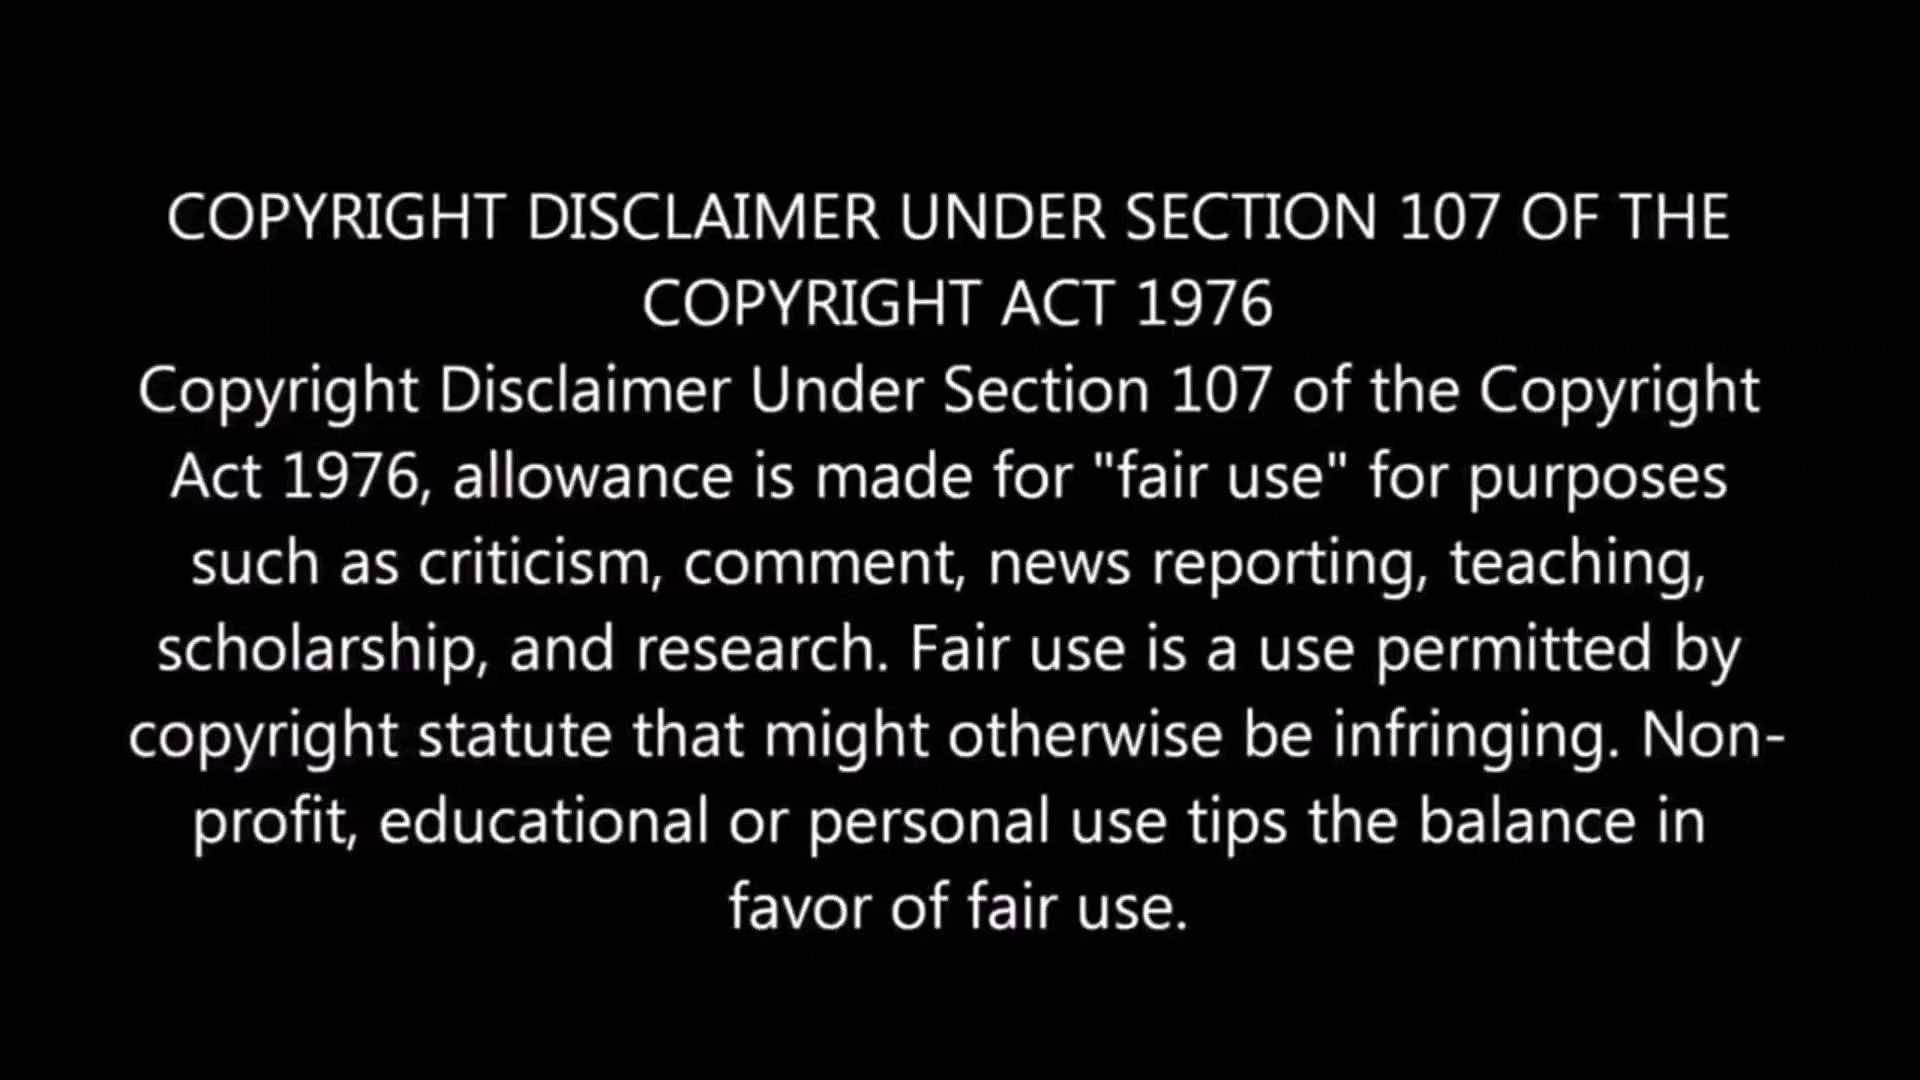 COPYRIGHT DISCLAIMER UNDER SECTION 107 OF THE
COPYRIGHT ACT 1976
Copyright Disclaimer Under Section 107 of the Copyright
Act 1976, allowance is made for "fair use" for purposes
such as criticism, comment, news reporting, teaching,
scholarship, and research. Fair use is a use permitted by
copyright statute that might otherwise be infringing. Non-
profit, educational or personal use tips the balance in
favor of fair use.